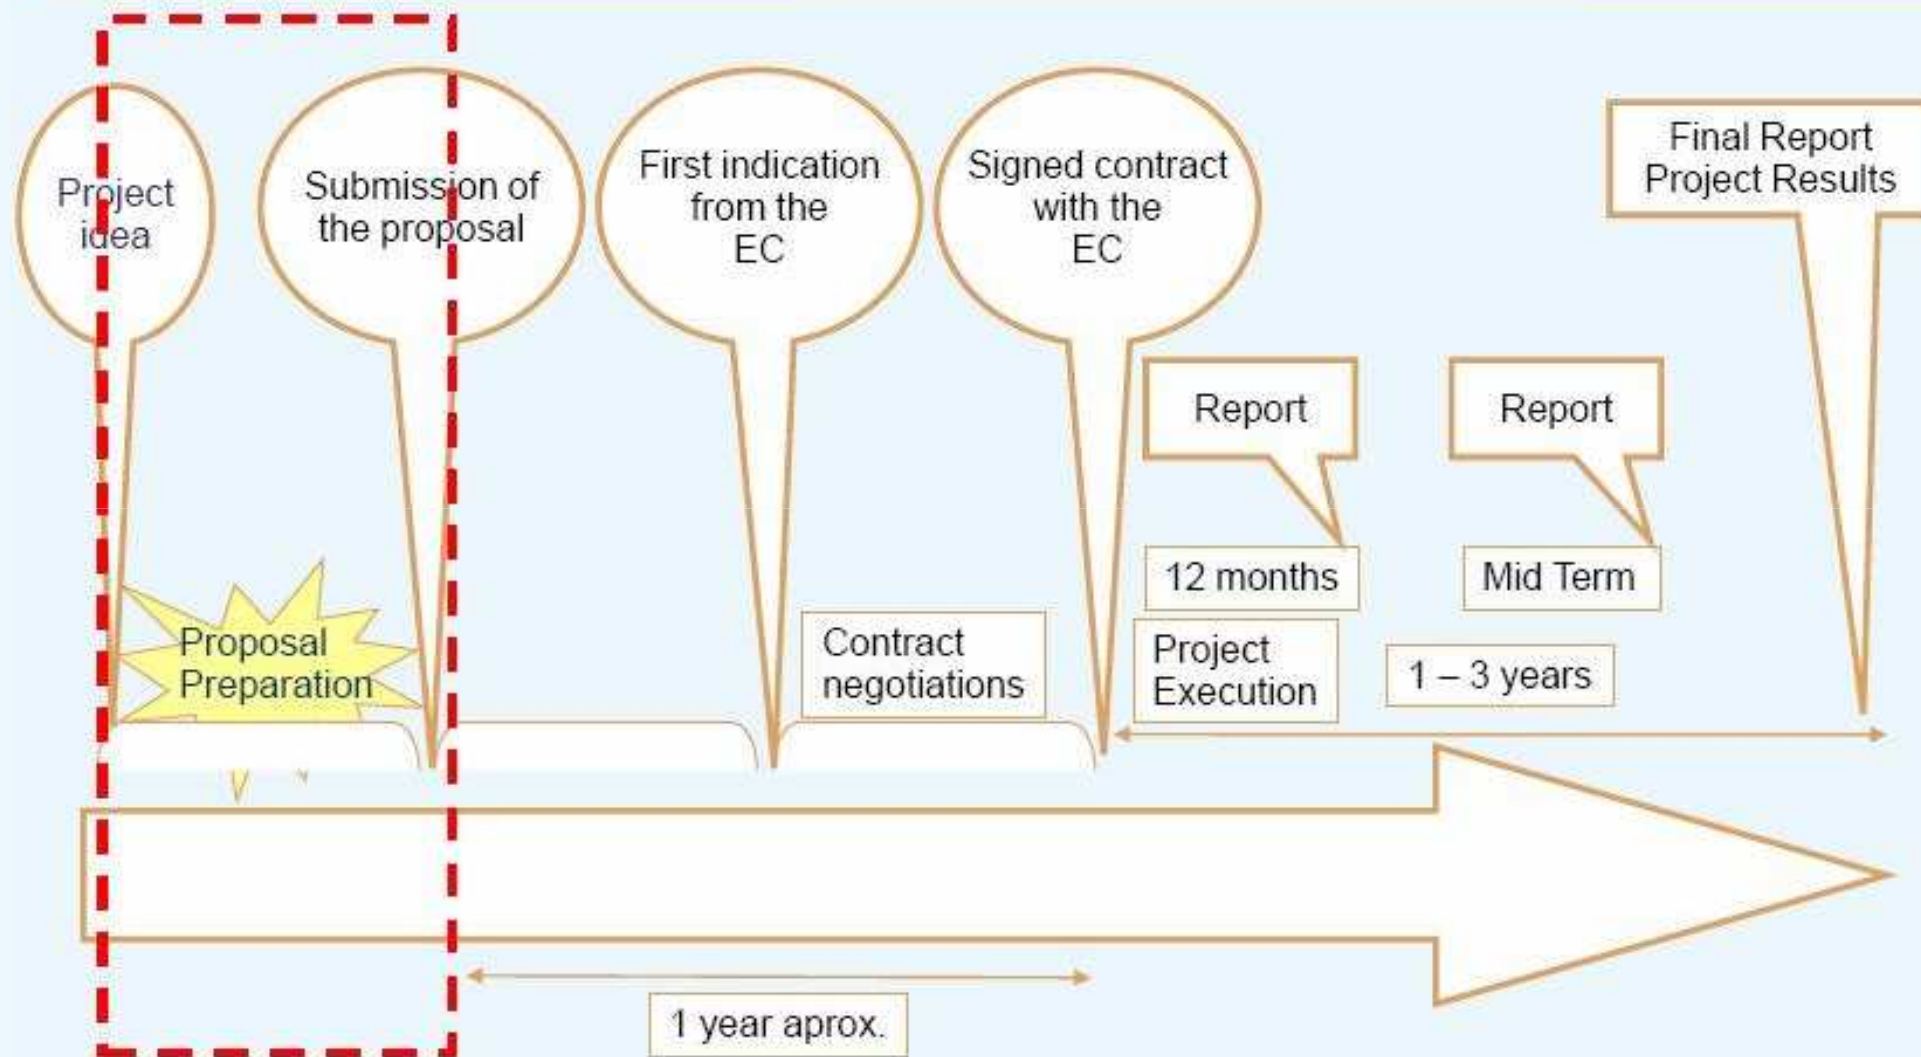 Project
idea
Submission of
the proposal
First indication
from the
EC
Signed contract
with the
EC
Final Report
Project Results
Report
Report
12 months
Mid Term
Proposal
Preparation
Contract
negotiations
Project
Execution
1 – 3 years
1 year aprox.